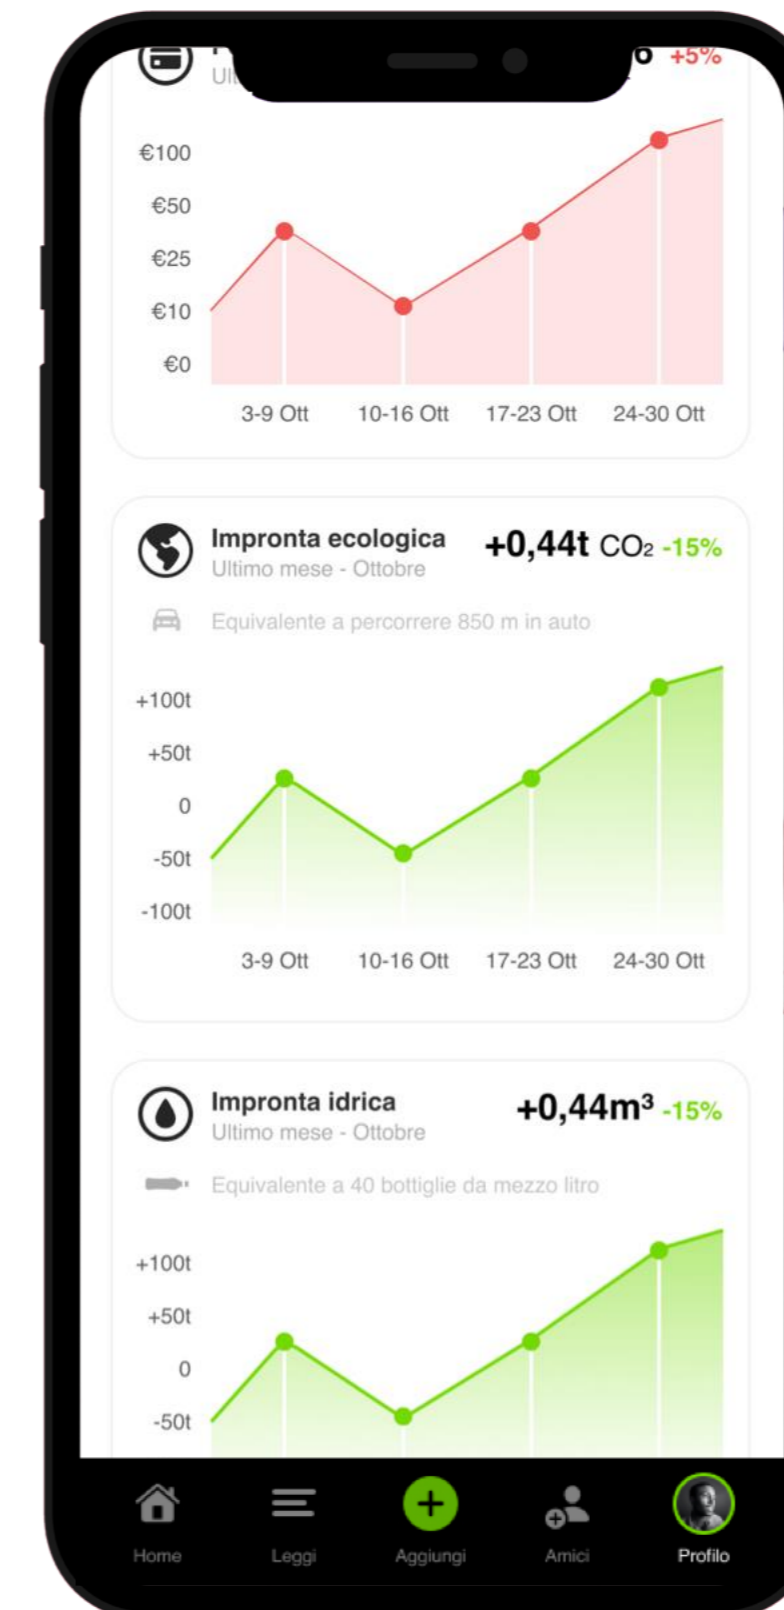 +5%
€100
€50
€25
€10
€0
3-9 Ott 10-16 Ott 17-23 Ott 24-30 Ott
Impronta ecologica +0,44t CO₂ -15%
Ultimo mese - Ottobre
Equivalente a percorrere 850 m in auto
+100t
+50t
0
-50t
-100t
3-9 Ott 10-16 Ott 17-23 Ott 24-30 Ott
Impronta idrica +0,44m³ -15%
Ultimo mese - Ottobre
Equivalente a 40 bottiglie da mezzo litro
+100t
+50t
0
-50t
Home Leggi Aggiungi Amici Profilo